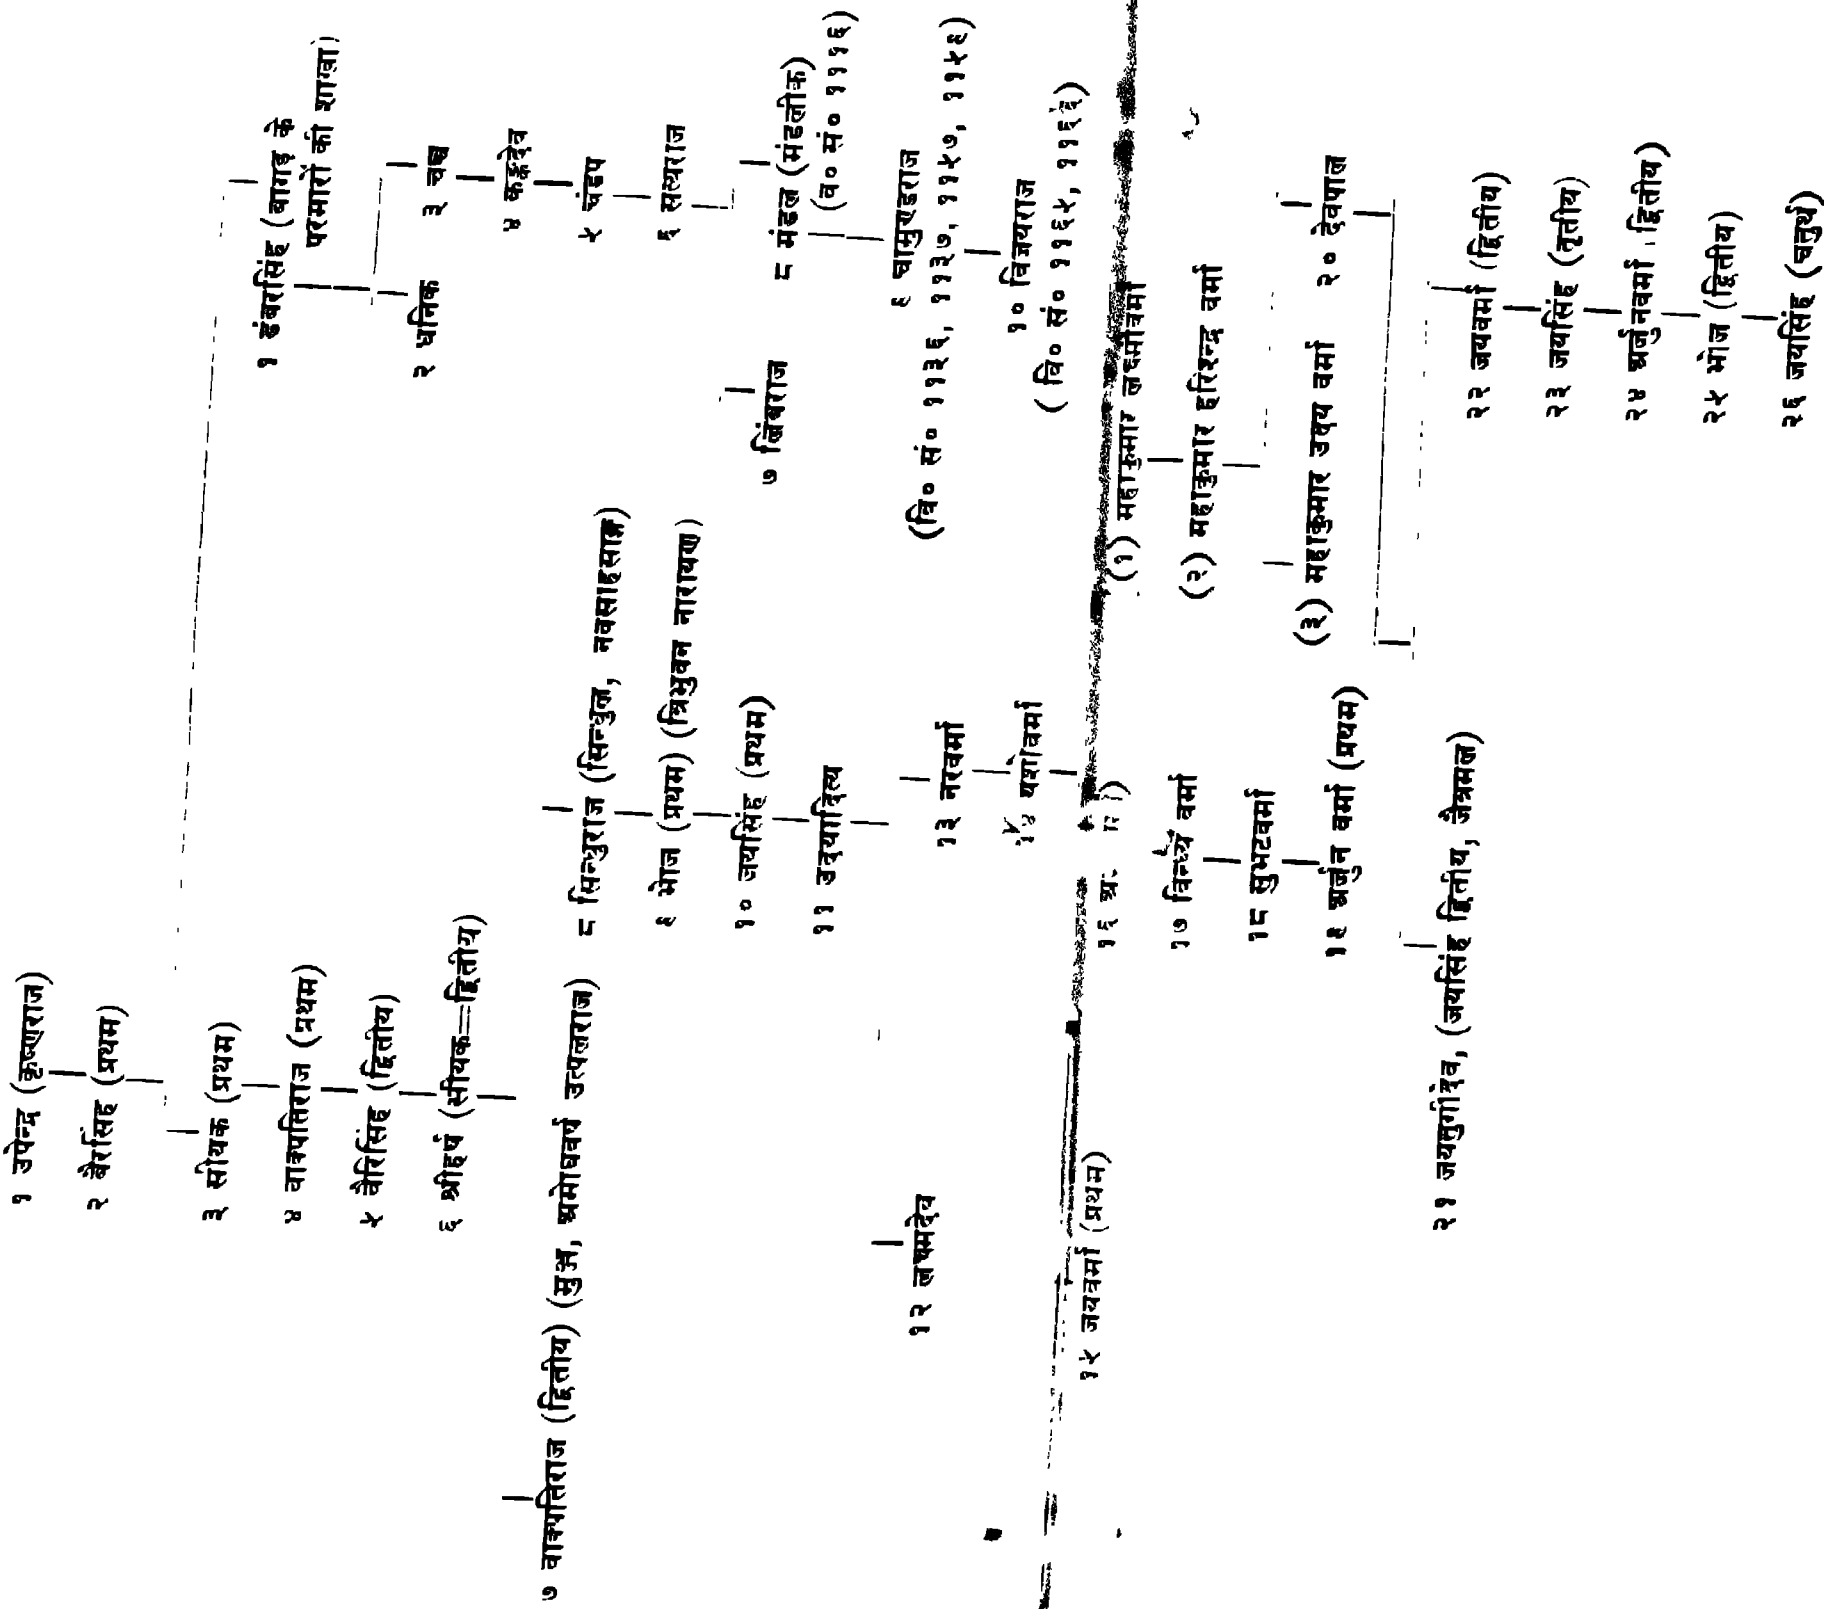 १ उपेन्द्र (कृष्णराज)
२ वैरसिंह (प्रथम)
३ सीयक (प्रथम)
१ डंबरसिंह (बागड़ के
परमारों की शाखा)
४ वाक्पतिराज (प्रथम)
५ वैरिसिंह (द्वितीय)
२ धनिक
३ चच्च
६ श्रीहर्ष (सीयक=द्वितीय)
४ कङ्कदेव
५ चंडप
७ वाक्पतिराज (द्वितीय) (मुञ्ज, अमोघवर्ष उत्पलराज)
८ सिन्धुराज (सिन्धुल, नवसाहसाङ्क)
६ सत्यराज
९ भोज (प्रथम) (त्रिभुवन नारायण)
७ लिंबराज
८ मंडल (मंडलीक)
(व० सं० १११६)
१० जयसिंह (प्रथम)
११ उदयादित्य
९ चामुण्डराज
(वि० सं० ११३६, ११३७, ११५७, ११५९)
१२ लक्ष्मदेव
१३ नरवर्मा
१० विजयराज
( वि० सं० ११६५, ११६६)
१४ यशोवर्मा
१५ जयवर्मा (प्रथम)
१६
(१) महाकुमार लक्ष्मीवर्मा
१७ विन्ध्य वर्मा
(२) महाकुमार हरिश्चन्द्र वर्मा
१८ सुभटवर्मा
(३) महाकुमार उदय वर्मा
२० देवपाल
१९ अर्जुन वर्मा (प्रथम)
२१ जयतुगीदेव, (जयसिंह द्वितीय, जैत्रमल)
२२ जयवर्मा (द्वितीय)
२३ जयसिंह (तृतीय)
२४ अर्जुनवर्मा (द्वितीय)
२५ भोज (द्वितीय)
२६ जयसिंह (चतुर्थ)